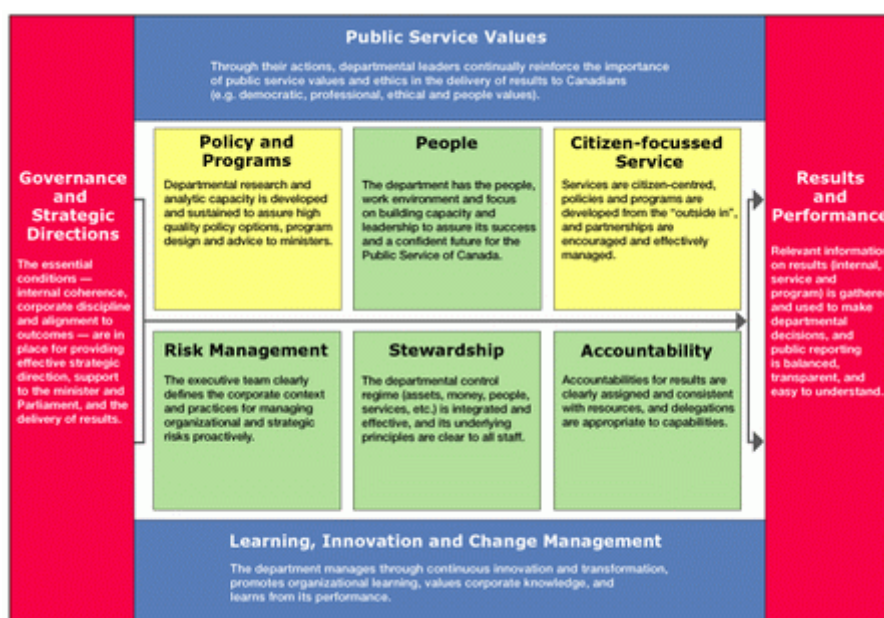 Public Service Values
Through their actions, departmental leaders continually reinforce the importance
of public service values and ethics in the delivery of results to Canadians
(e.g. democratic, professional, ethical and people values).
Governance
and
Strategic
Directions
The essential
conditions —
internal coherence,
corporate discipline
and alignment to
outcomes — are in
place for providing
effective strategic
direction, support
to the minister and
Parliament, and the
delivery of results.
Policy and
Programs
Departmental research and
analytic capacity is developed
and sustained to assure high
quality policy options, program
design and advice to ministers.
People
The department has the people,
work environment and focus
on building capacity and
leadership to assure its success
and a confident future for the
Public Service of Canada.
Citizen-focussed
Service
Services are citizen-centred,
policies and programs are
developed from the "outside in",
and partnerships are
encouraged and effectively
managed.
Risk Management
The executive team clearly
defines the corporate context
and practices for managing
organizational and strategic
risks proactively.
Stewardship
The departmental control
regime (assets, money, people,
services, etc.) is integrated and
effective, and its underlying
principles are clear to all staff.
Accountability
Accountabilities for results are
clearly assigned and consistent
with resources, and delegations
are appropriate to capabilities.
Results
and
Performance
Relevant information
on results (internal,
service and
program) is gathered
and used to make
departmental
decisions, and
public reporting
is balanced,
transparent, and
easy to understand.
Learning, Innovation and Change Management
The department manages through continuous innovation and transformation,
promotes organizational learning, values corporate knowledge, and
learns from its performance.